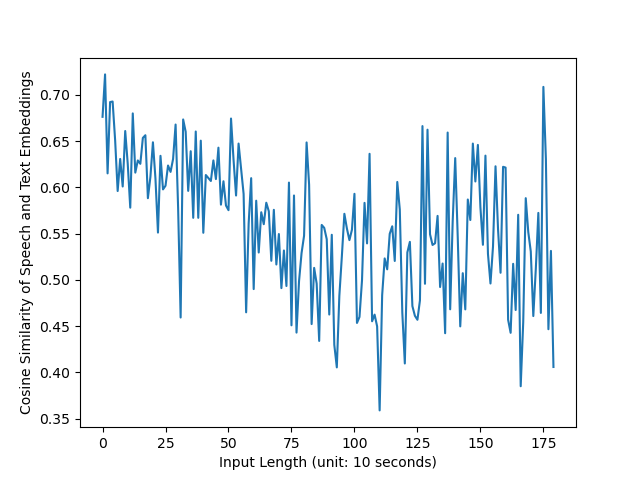 0.70
0.65
0.60
0.55
0.50
0.45
0.40
0.35
Cosine Similarity of Speech and Text Embeddings
0 25 50 75 100 125 150 175
Input Length (unit: 10 seconds)